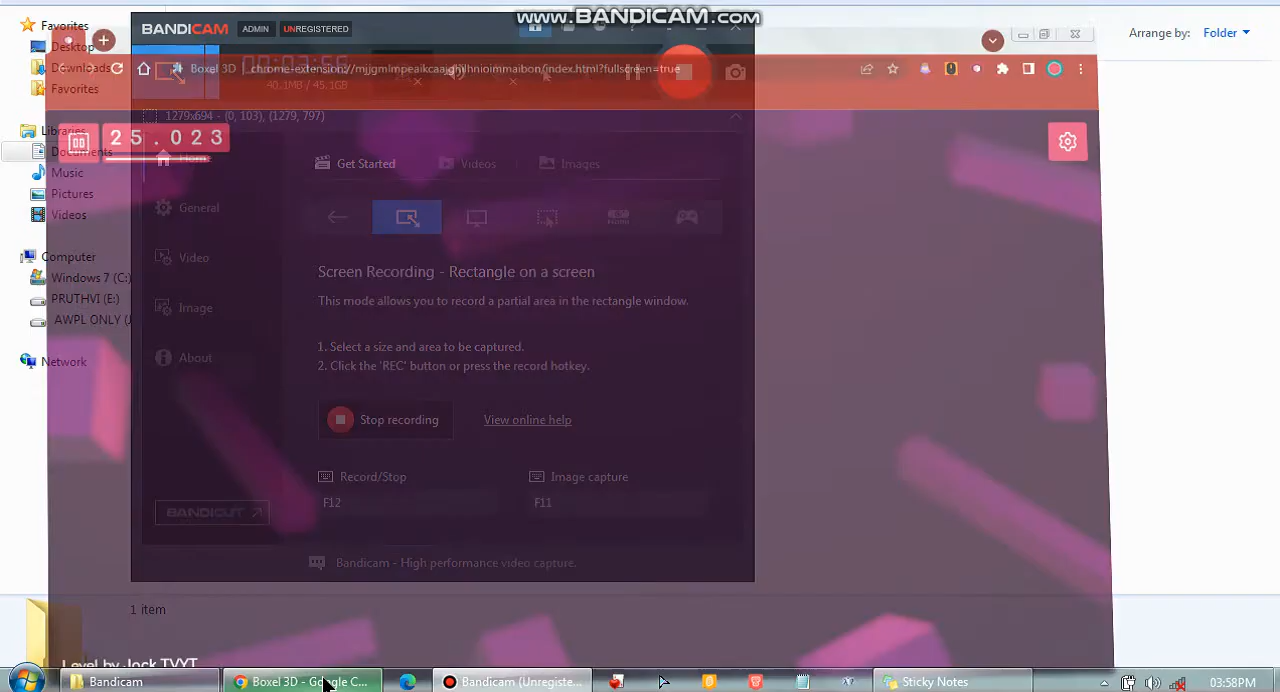 www.BANDICAM.com
BANDICAM ADMIN UNREGISTERED
Favorites
Arrange by: Folder
Desktop
Boxel 3D
chrome-extension://mjjgmlmpeaikcaajghilhnioimmaibon/index.html?fullscreen=true
Downloads
40.1MB / 45.1GB
Favorites
1279x694 - (0, 103), (1279, 797)
Libraries
25.023
Documents
Home
Get Started
Videos
Images
Music
Pictures
General
Videos
Computer
Video
Screen Recording - Rectangle on a screen
Windows 7 (C:)
PRUTHVI (E:)
This mode allows you to record a partial area in the rectangle window.
Image
AWPL ONLY (J
1. Select a size and area to be captured.
Network
About
2. Click the 'REC' button or press the record hotkey.
Stop recording
View online help
Record/Stop
Image capture
F12
F11
BANDICUT
Bandicam - High performance video capture.
1 item
Level by Jock TVYT
Bandicam
Boxel 3D - Google C...
Bandicam (Unregiste...
Sticky Notes
03:58PM